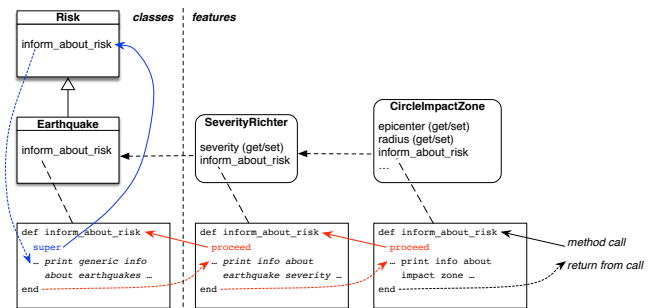 Risk
classes
features
inform_about_risk
Earthquake
inform_about_risk
SeverityRichter
severity (get/set)
inform_about_risk
CircleImpactZone
epicenter (get/set)
radius (get/set)
inform_about_risk
...
def inform_about_risk
super
… print generic info
about earthquakes …
end
def inform_about_risk
proceed
… print info about
earthquake severity …
end
def inform_about_risk
proceed
… print info about
impact zone …
end
method call
return from call